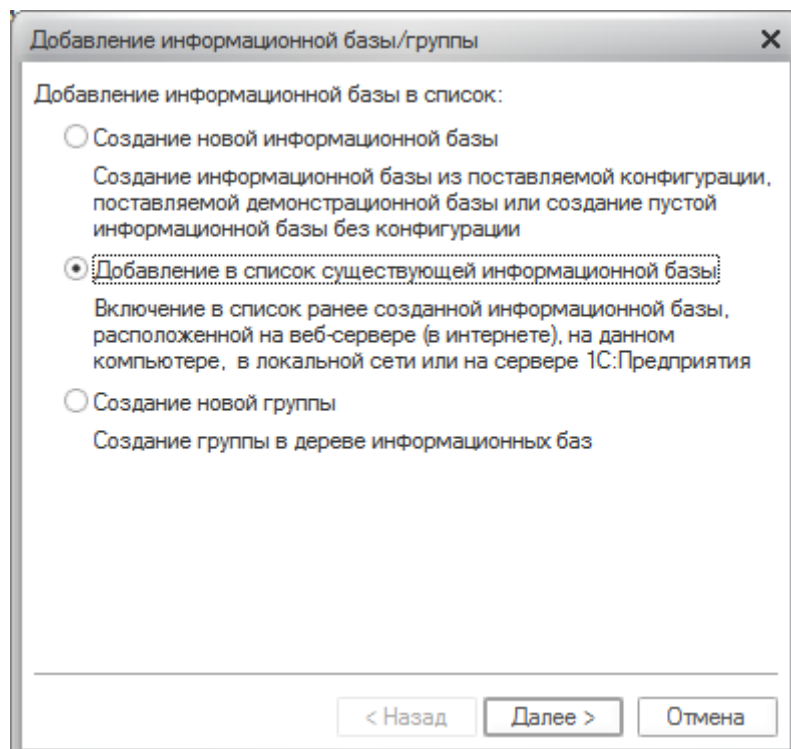 Добавление информационной базы/группы
Добавление информационной базы в список:
Создание новой информационной базы
Создание информационной базы из поставляемой конфигурации,
поставляемой демонстрационной базы или создание пустой
информационной базы без конфигурации
Добавление в список существующей информационной базы
Включение в список ранее созданной информационной базы,
расположенной на веб-сервере (в интернете), на данном
компьютере,  в локальной сети или на сервере 1С:Предприятия
Создание новой группы
Создание группы в дереве информационных баз
< Назад Далее > Отмена